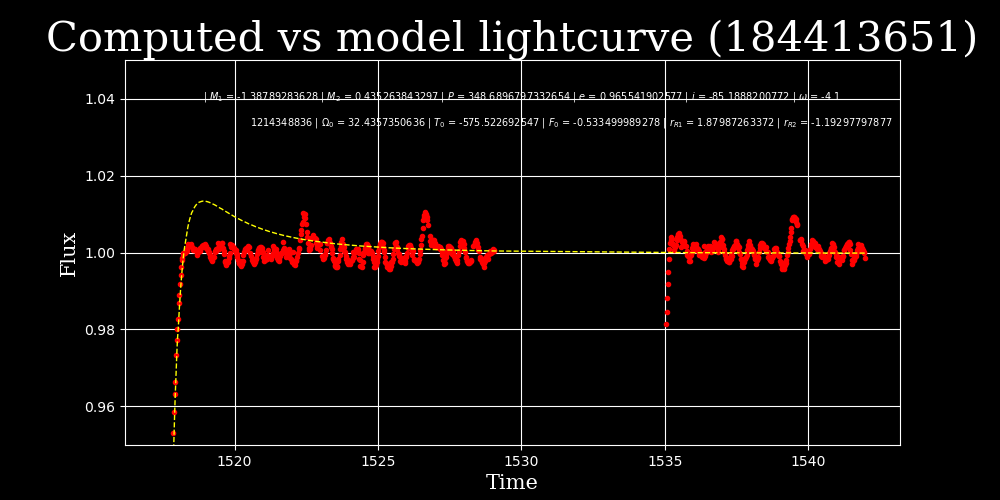 Computed vs model lightcurve (184413651)
| M₁ = -1.38789283628 | M₂ = 0.435263843297 | P = 348.6896797332654 | e = 0.965541902577 | i = -85.1888200772 | ω = -4.1
1214348836 | Ω₀ = 32.4357350636 | T₀ = -575.522692547 | F₀ = -0.533499989278 | r_R1 = 1.87987263372 | r_R2 = -1.19297797877
1.04
1.02
1.00
0.98
0.96
Flux
1520 1525 1530 1535 1540
Time